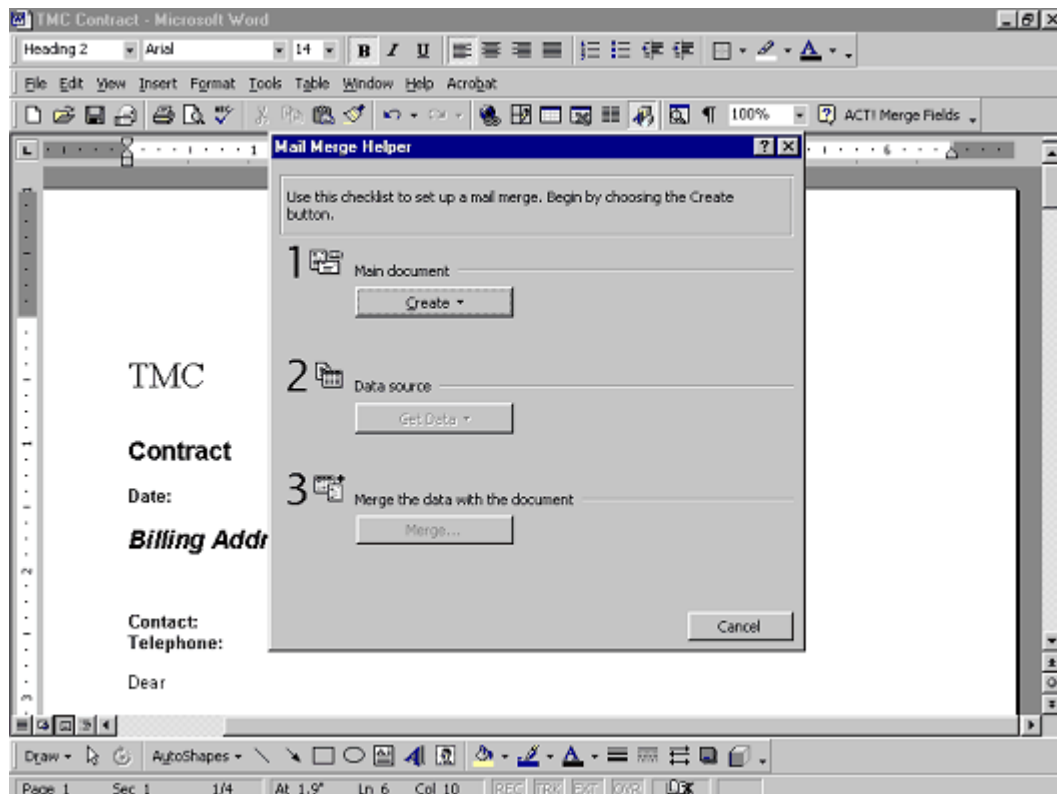 TMC Contract - Microsoft Word
Heading 2 Arial 14 B I U A
File Edit View Insert Format Tools Table Window Help Acrobat
100% ACT! Merge Fields
Mail Merge Helper
Use this checklist to set up a mail merge. Begin by choosing the Create
button.
1 Main document
Create
2 Data source
Get Data
3 Merge the data with the document
Merge...
Cancel
TMC
Contract
Date:
Billing Addr
Contact:
Telephone:
Dear
Draw AutoShapes A
Page 1 Sec 1 1/4 At 1.9" Ln 6 Col 10 REC TRK EXT OVR